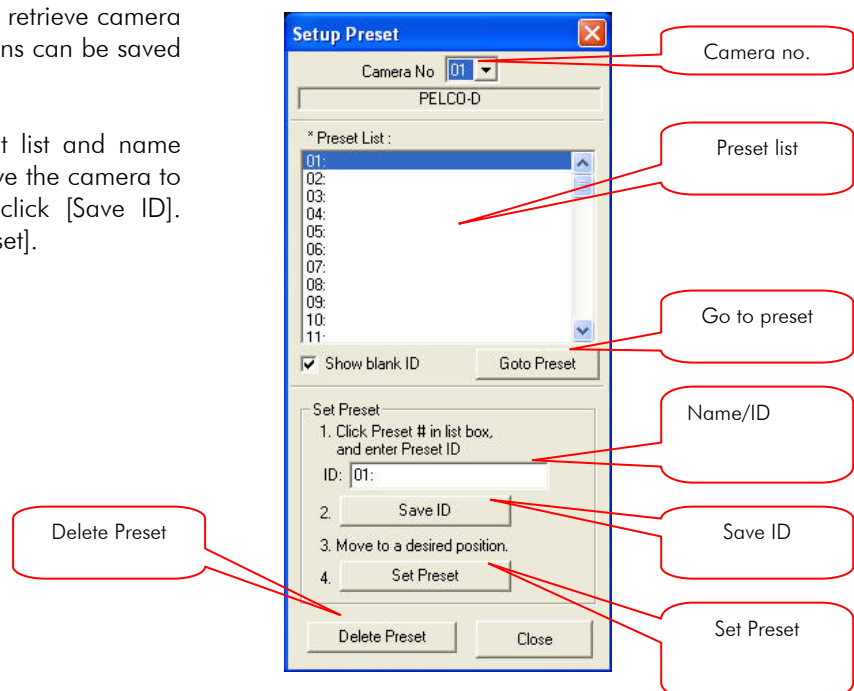 retrieve camera
ns can be saved
t list and name
ve the camera to
click [Save ID].
set].
Setup Preset
Camera No 01
PELCO-D
* Preset List :
01:
02:
03:
04:
05:
06:
07:
08:
09:
10:
11:
Show blank ID
Goto Preset
Set Preset
1. Click Preset # in list box,
and enter Preset ID
ID: 01:
2. Save ID
3. Move to a desired position.
4. Set Preset
Delete Preset
Close
Camera no.
Preset list
Go to preset
Name/ID
Save ID
Set Preset
Delete Preset